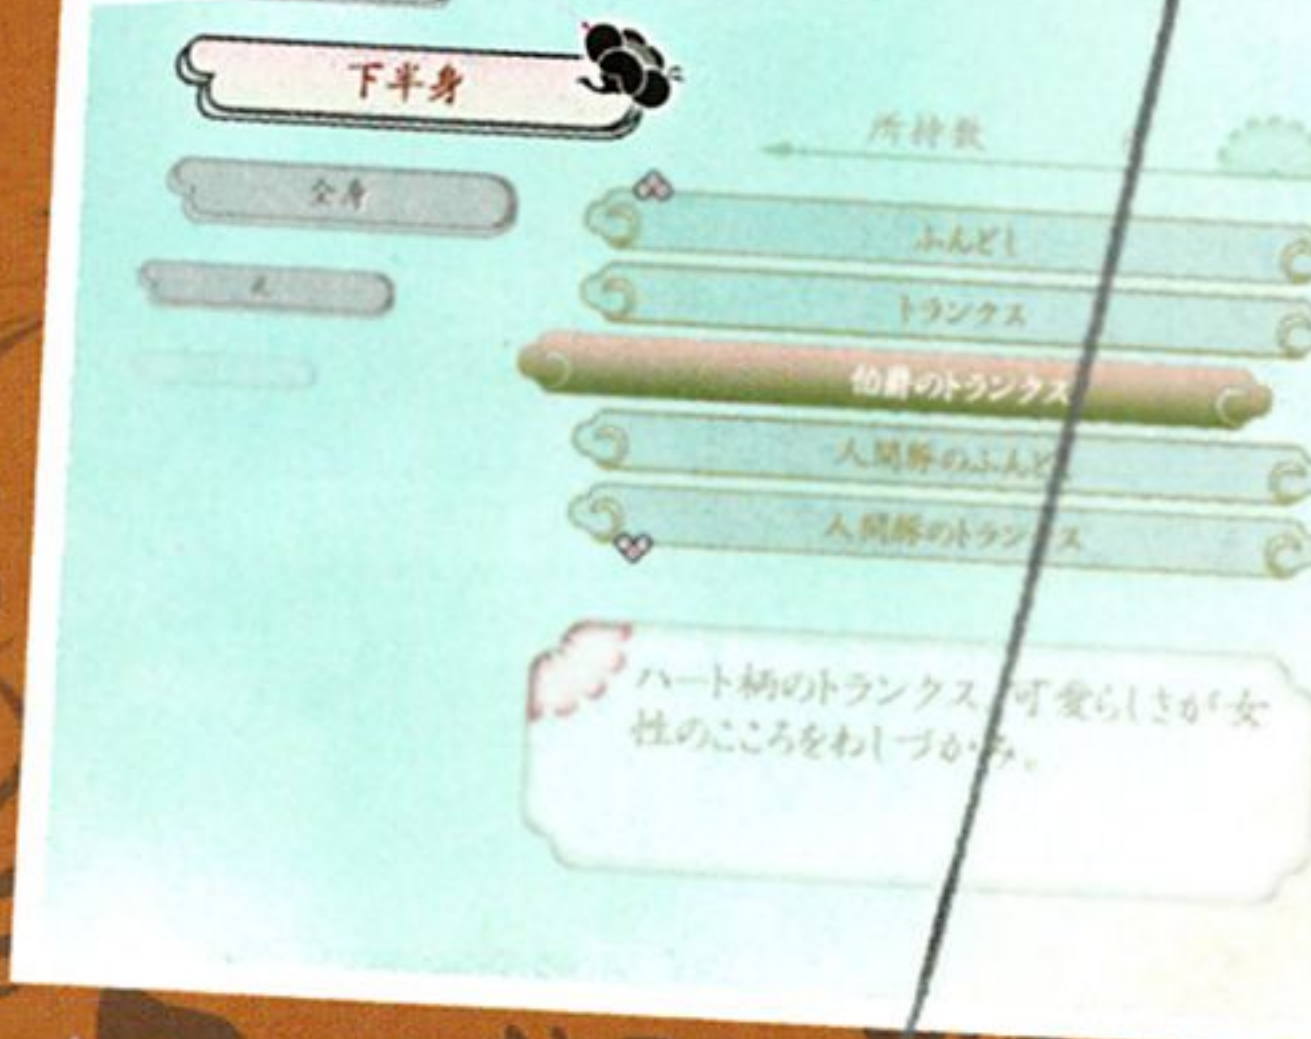 下半身
全身
所持数
ふんどし
トランクス
伯爵のトランクス
人間豚のふんど
人間豚のトランクス
ハート柄のトランクス 可愛らしさが女
性のこころをわしづかみ。